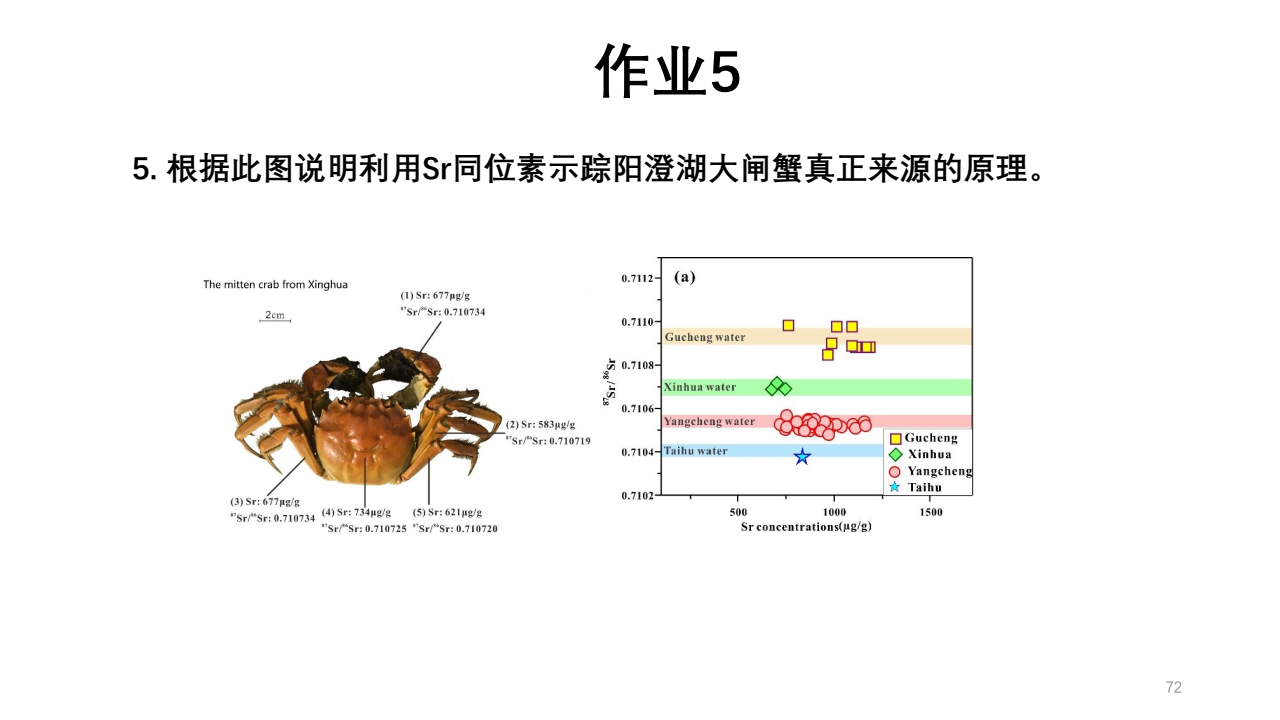 作业5
5. 根据此图说明利用Sr同位素示踪阳澄湖大闸蟹真正来源的原理。
The mitten crab from Xinghua
2cm
(1) Sr: 677μg/g
⁸⁷Sr/⁸⁶Sr: 0.710734
(2) Sr: 583μg/g
⁸⁷Sr/⁸⁶Sr: 0.710719
(3) Sr: 677μg/g
⁸⁷Sr/⁸⁶Sr: 0.710734
(4) Sr: 734μg/g
⁸⁷Sr/⁸⁶Sr: 0.710725
(5) Sr: 621μg/g
⁸⁷Sr/⁸⁶Sr: 0.710720
(a)
⁸⁷Sr/⁸⁶Sr
0.7112
0.7110
0.7108
0.7106
0.7104
0.7102
Gucheng water
Xinhua water
Yangcheng water
Taihu water
Gucheng
Xinhua
Yangcheng
Taihu
500
1000
1500
Sr concentrations(μg/g)
72